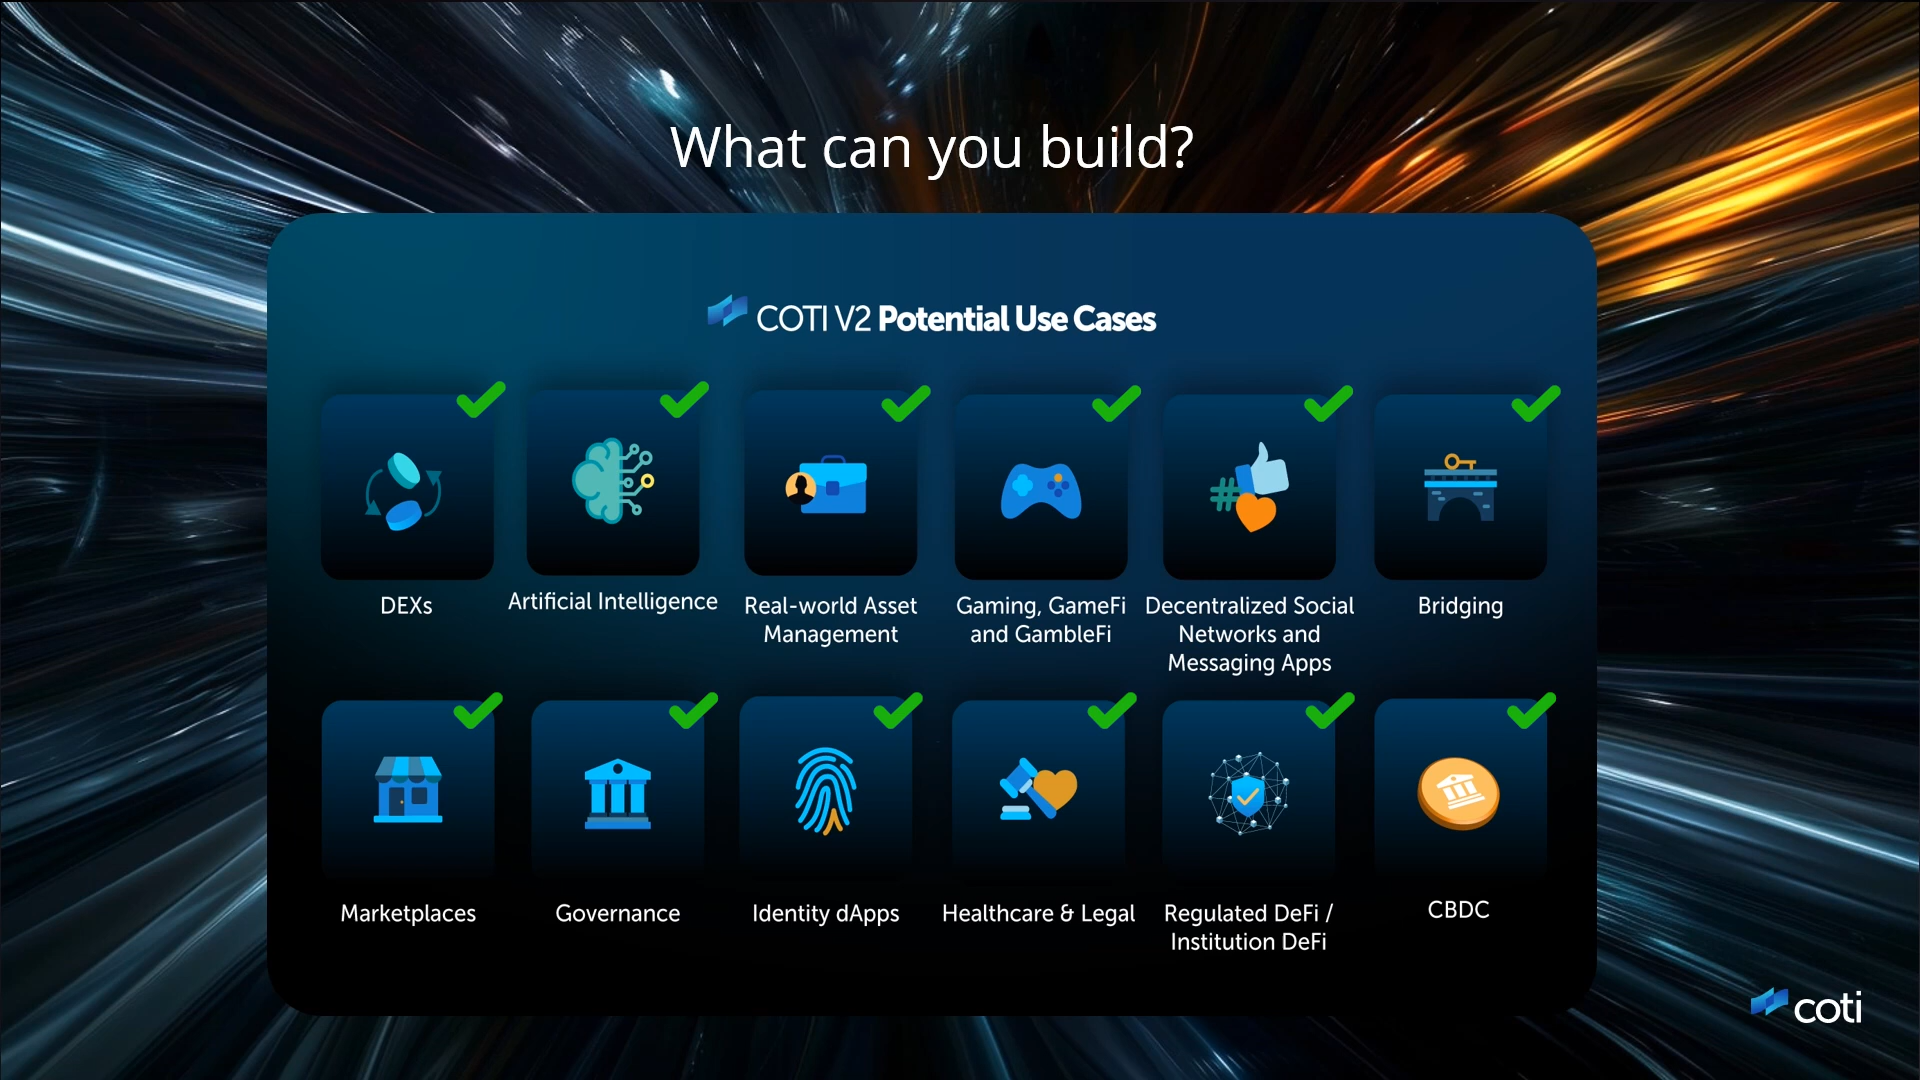 What can you build?
COTI V2 Potential Use Cases
DEXs
Artificial Intelligence
Real-world Asset
Management
Gaming, GameFi
and GambleFi
Decentralized Social
Networks and
Messaging Apps
Bridging
Marketplaces
Governance
Identity dApps
Healthcare & Legal
Regulated DeFi /
Institution DeFi
CBDC
coti